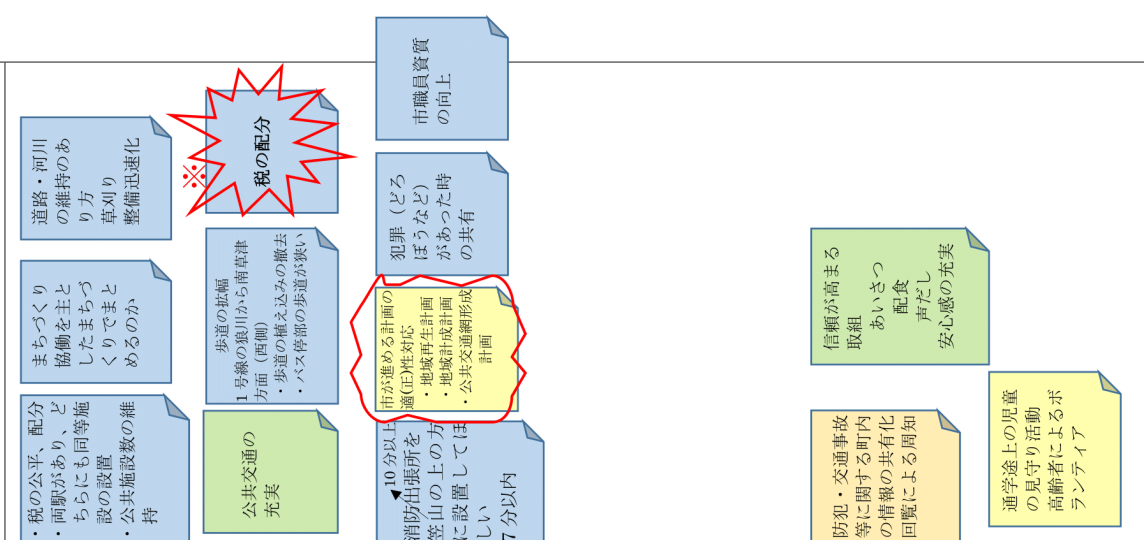 市職員資質
の向上
道路・河川
の維持のあ
り方
草刈り
整備迅速化
※
税の配分
犯罪（どろ
ぼうなど）
があった時
の共有
まちづくり
協働を主と
したまちづ
くりでまと
めるのか
歩道の拡幅
1号線の狼川から南草津
方面（西側）
・歩道の植え込みの撤去
・バス停部の歩道が狭い
市が進める計画の
適(正)性対応
・地域再生計画
・地域計成計画
・公共交通網形成
計画
信頼が高まる
取組
あいさつ
配食
声だし
安心感の充実
・税の公平、配分
・両駅があり、ど
ちらにも同等施
設の設置
・公共施設数の維
持
公共交通の
充実
10分以上
消防出張所を
笠山の上の方
に設置してほ
しい
7分以内
防犯・交通事故
等に関する町内
の情報の共有化
回覧による周知
通学途上の児童
の見守り活動
高齢者によるボ
ランティア